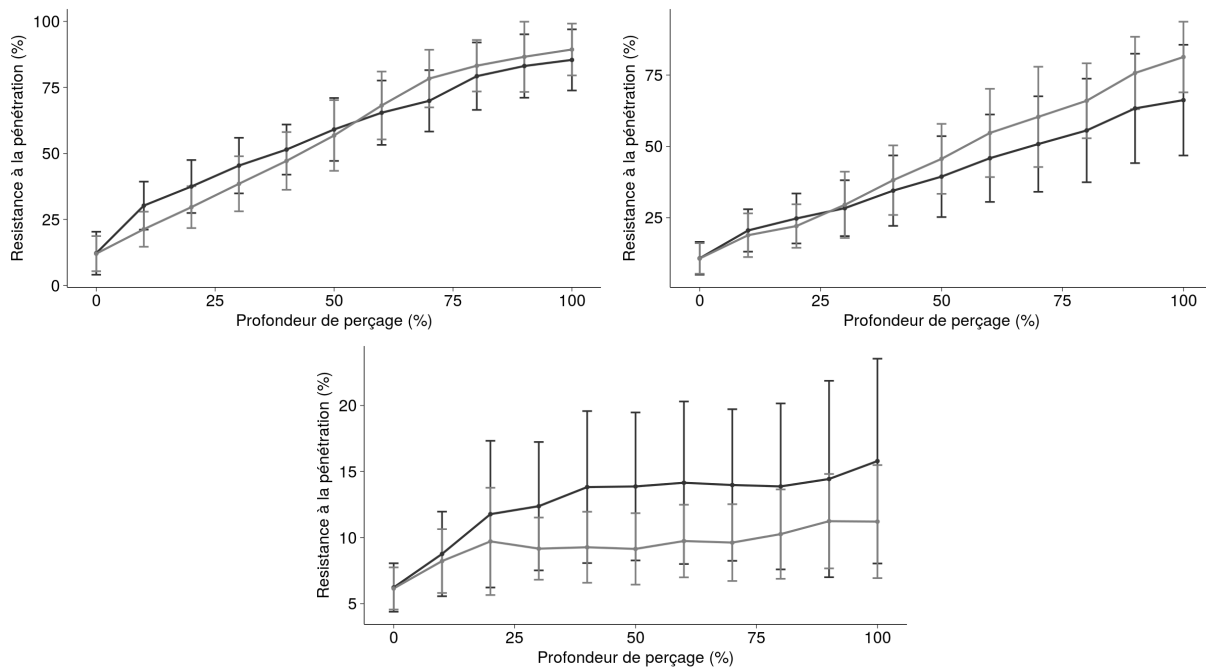 Resistance à la pénétration (%)
100
75
50
25
0
0 25 50 75 100
Profondeur de perçage (%)
Resistance à la pénétration (%)
75
50
25
0 25 50 75 100
Profondeur de perçage (%)
Resistance à la pénétration (%)
20
15
10
5
0 25 50 75 100
Profondeur de perçage (%)